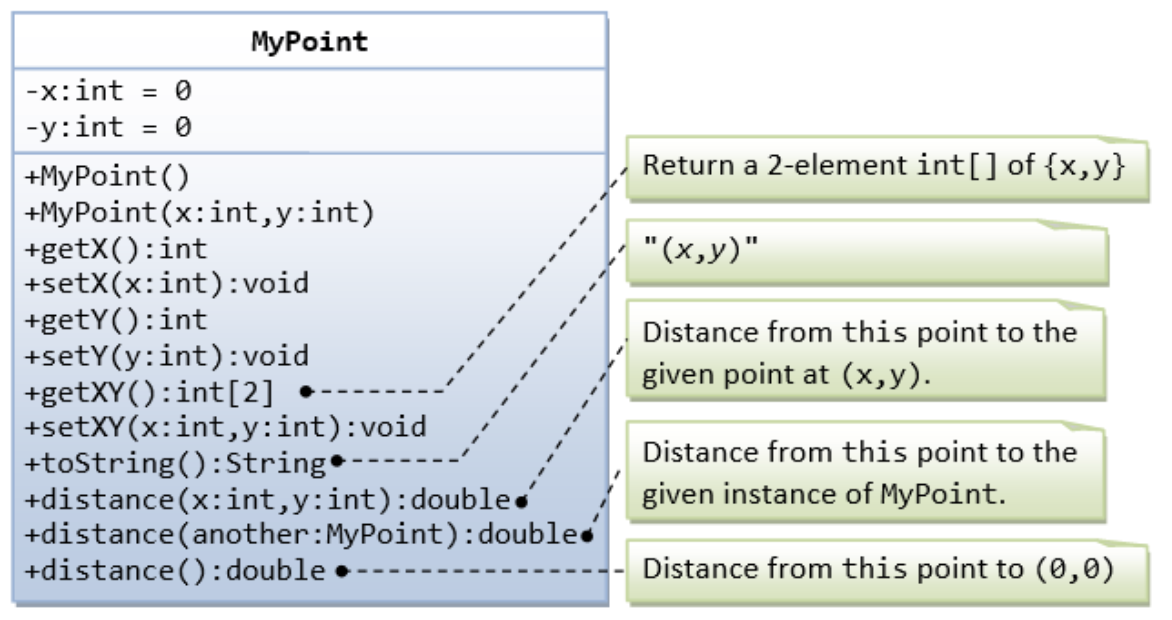 MyPoint
-x:int = 0
-y:int = 0
+MyPoint()
+MyPoint(x:int,y:int)
+getX():int
+setX(x:int):void
+getY():int
+setY(y:int):void
+getXY():int[2]
+setXY(x:int,y:int):void
+toString():String
+distance(x:int,y:int):double
+distance(another:MyPoint):double
+distance():double
Return a 2-element int[] of {x,y}
"(x,y)"
Distance from this point to the
given point at (x,y).
Distance from this point to the
given instance of MyPoint.
Distance from this point to (0,0)